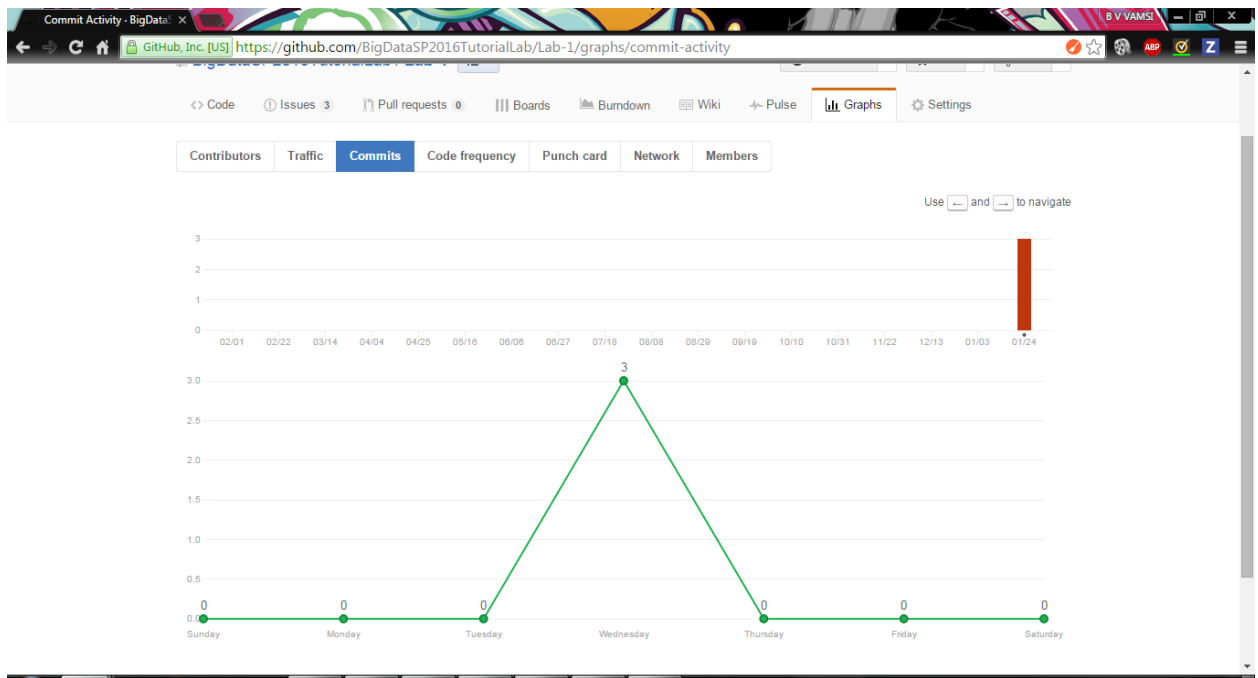 Commit Activity · BigData
B V VAMSI
GitHub, Inc. [US] https://github.com/BigDataSP2016TutorialLab/Lab-1/graphs/commit-activity
ABP
Z
Code Issues 3 Pull requests 0 Boards Burndown Wiki Pulse Graphs Settings
Contributors Traffic Commits Code frequency Punch card Network Members
Use ← and → to navigate
3
2
1
0
02/01 02/22 03/14 04/04 04/25 05/16 06/06 06/27 07/18 08/08 08/29 09/19 10/10 10/31 11/22 12/13 01/03 01/24
3
3.0
2.5
2.0
1.5
1.0
0.5
0 0 0 0 0 0
0.0
Sunday Monday Tuesday Wednesday Thursday Friday Saturday